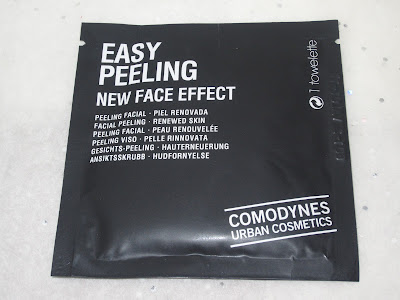 EASY
PEELING
NEW FACE EFFECT
PEELING FACIAL · PIEL RENOVADA
FACIAL PEELING · RENEWED SKIN
PEELING FACIAL · PEAU RENOUVELÉE
PEELING VISO · PELLE RINNOVATA
GESICHTS-PEELING · HAUTERNEUERUNG
ANSIKTSSKRUBB · HUDFORNYELSE
1 towelette
COMODYNES
URBAN COSMETICS